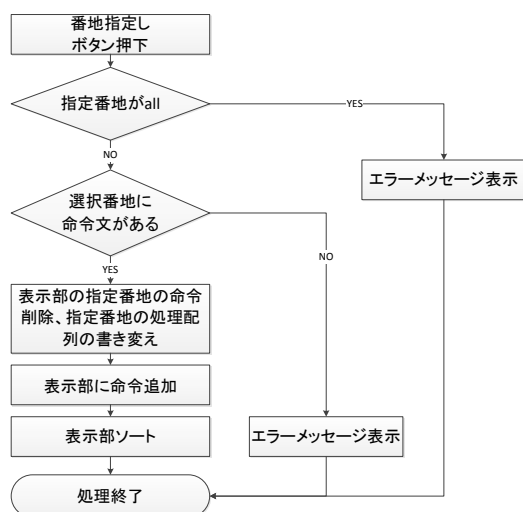 番地指定し
ボタン押下
指定番地がall
YES
NO
エラーメッセージ表示
選択番地に
命令文がある
NO
YES
表示部の指定番地の命令
削除、指定番地の処理配
列の書き変え
表示部に命令追加
表示部ソート
エラーメッセージ表示
処理終了